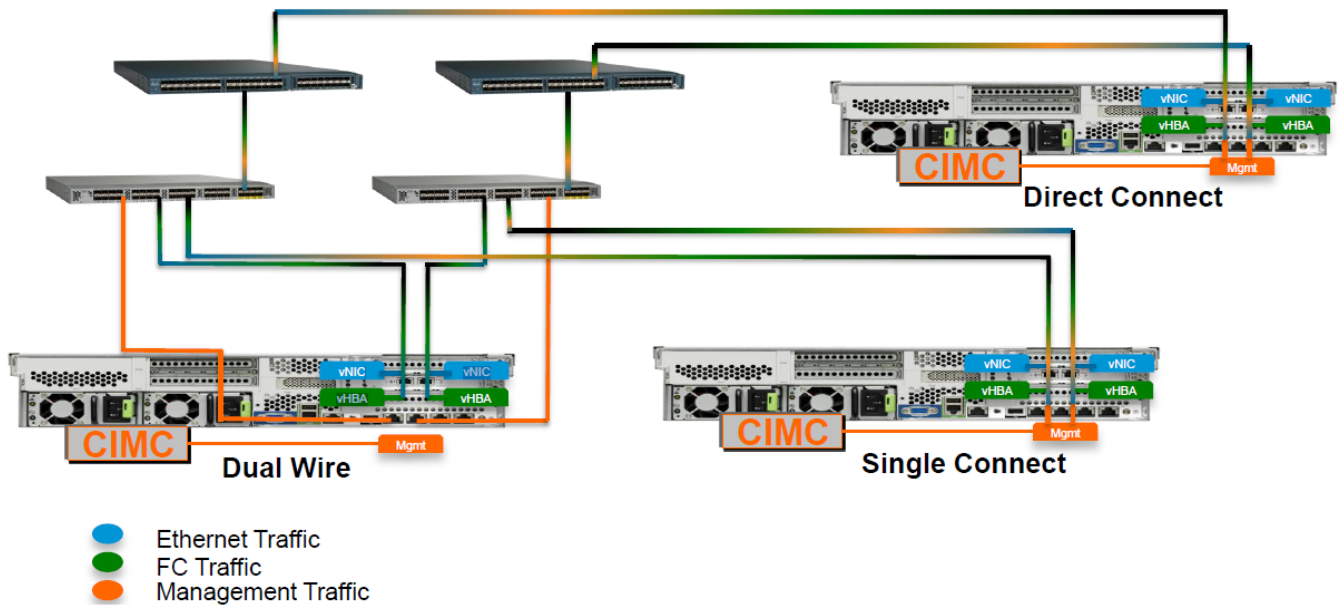 vNIC
vNIC
vHBA
vHBA
CIMC
Mgmt
Direct Connect
vNIC
vNIC
vHBA
vHBA
CIMC
Mgmt
Dual Wire
vNIC
vNIC
vHBA
vHBA
CIMC
Mgmt
Single Connect
Ethernet Traffic
FC Traffic
Management Traffic